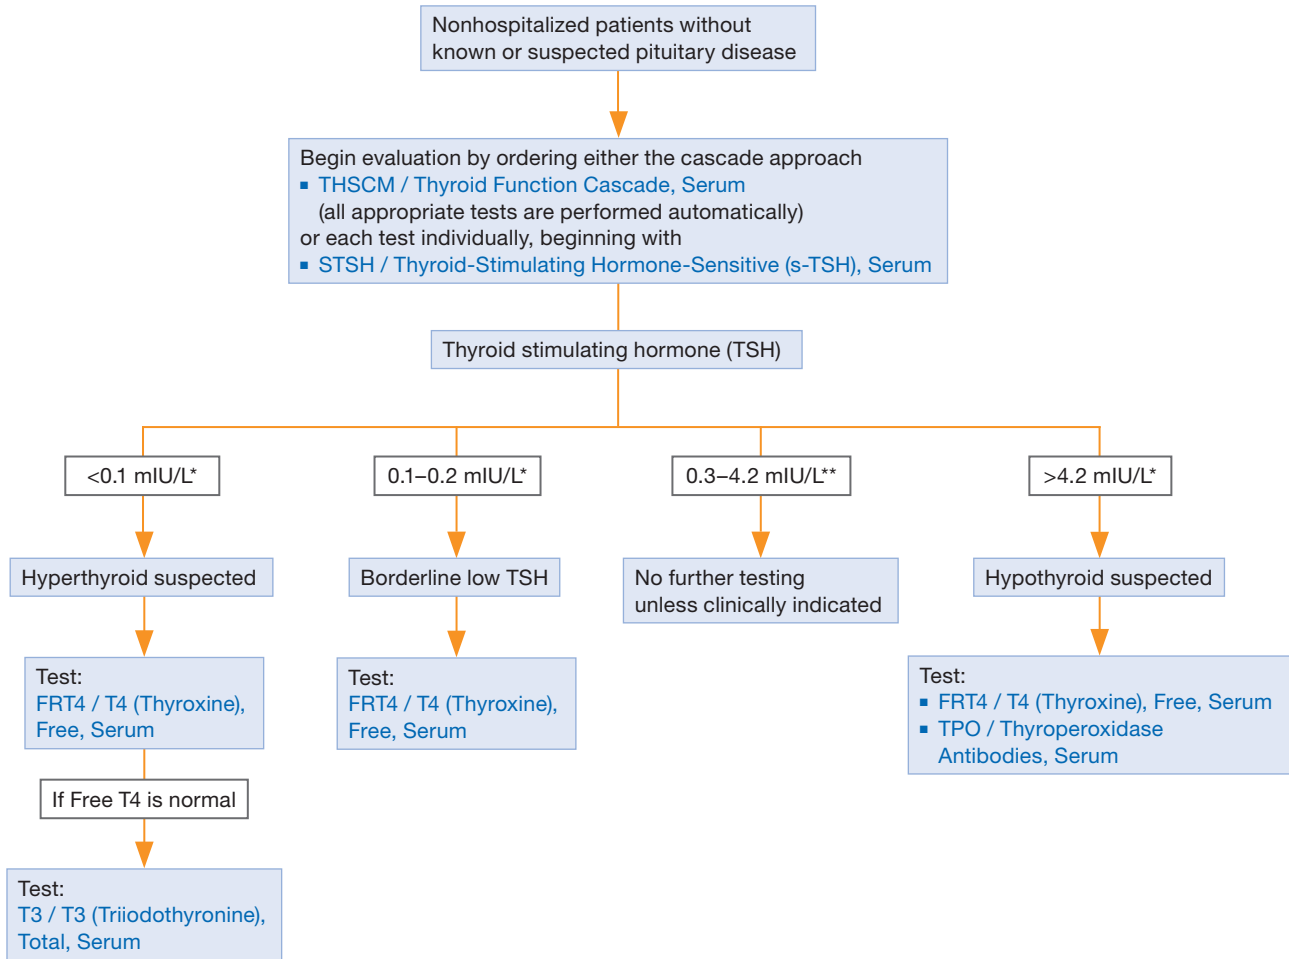 Nonhospitalized patients without
known or suspected pituitary disease
Begin evaluation by ordering either the cascade approach
▪ THSCM / Thyroid Function Cascade, Serum
(all appropriate tests are performed automatically)
or each test individually, beginning with
▪ STSH / Thyroid-Stimulating Hormone-Sensitive (s-TSH), Serum
Thyroid stimulating hormone (TSH)
<0.1 mIU/L*
0.1–0.2 mIU/L*
0.3–4.2 mIU/L**
>4.2 mIU/L*
Hyperthyroid suspected
Borderline low TSH
No further testing
unless clinically indicated
Hypothyroid suspected
Test:
FRT4 / T4 (Thyroxine),
Free, Serum
Test:
FRT4 / T4 (Thyroxine),
Free, Serum
Test:
▪ FRT4 / T4 (Thyroxine), Free, Serum
▪ TPO / Thyroperoxidase
Antibodies, Serum
If Free T4 is normal
Test:
T3 / T3 (Triiodothyronine),
Total, Serum